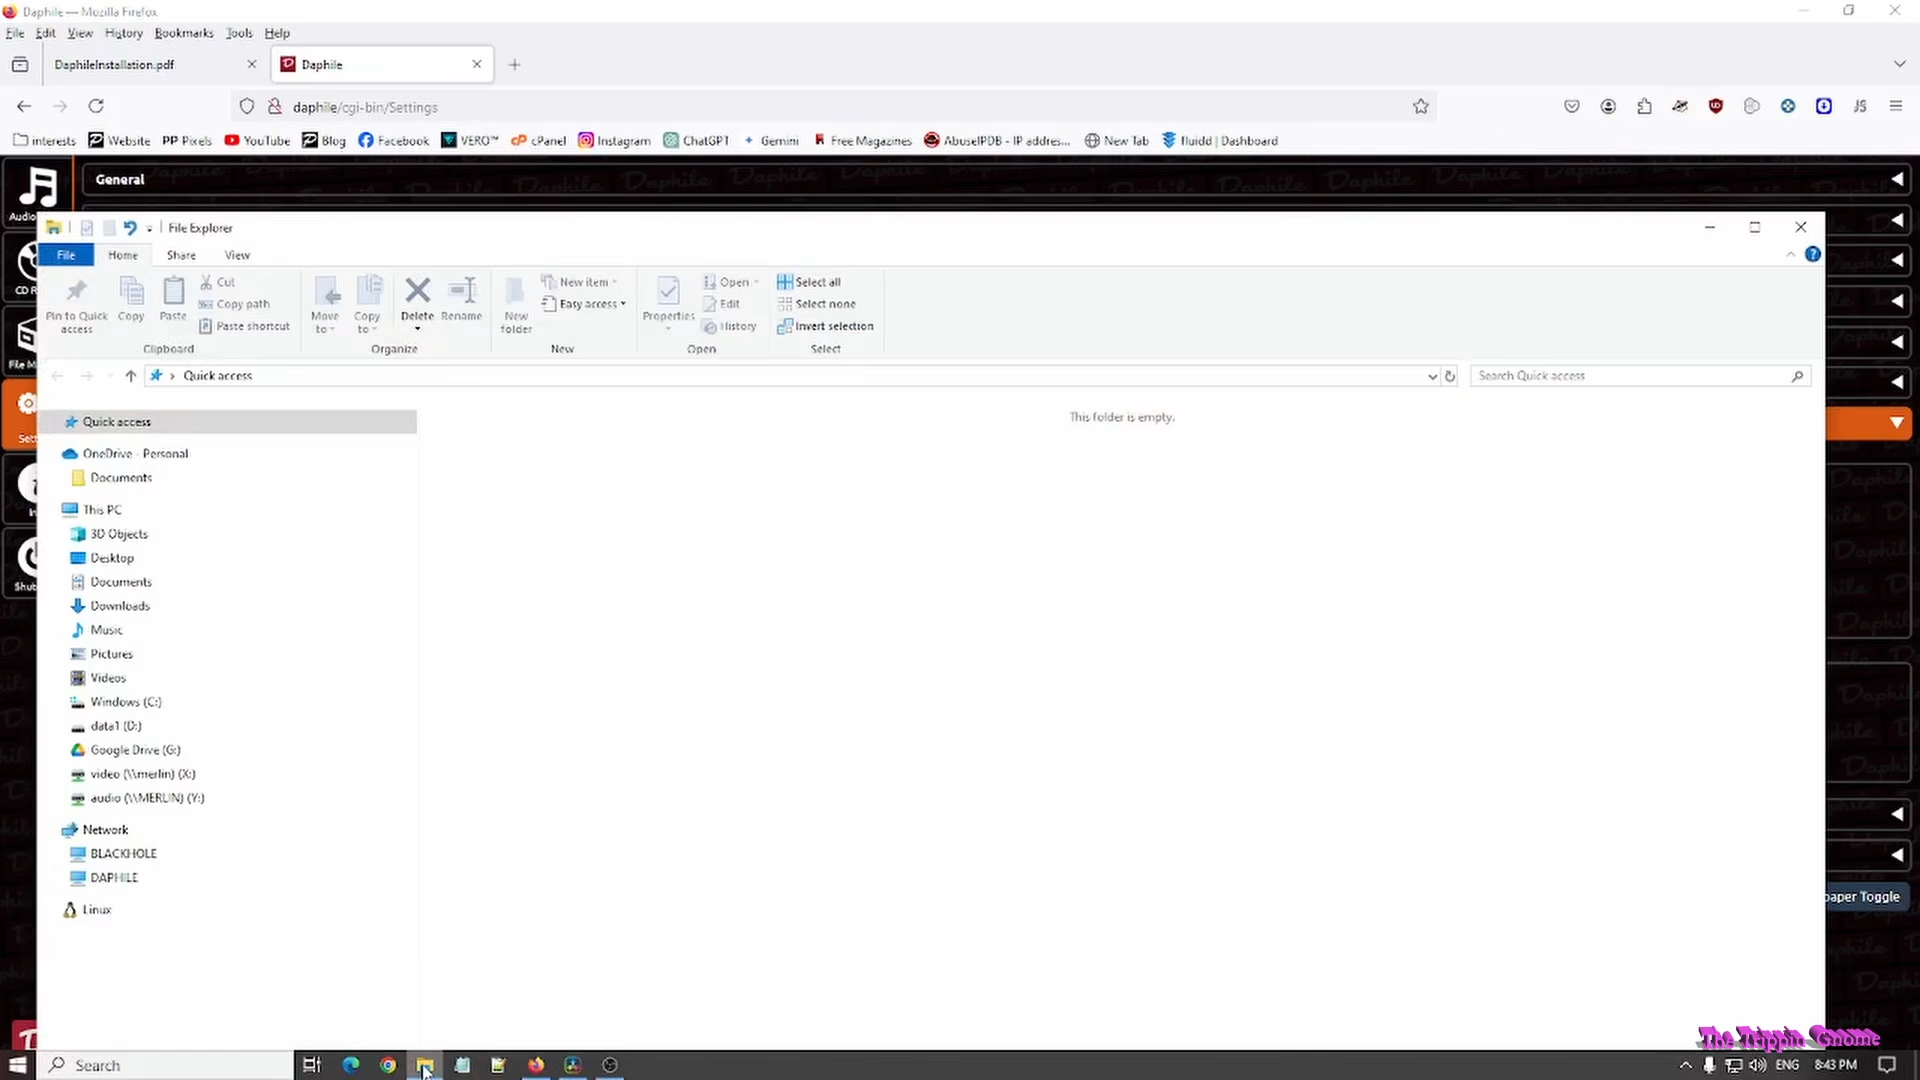 Daphile — Mozilla Firefox
File Edit View History Bookmarks Tools Help
DaphileInstallation.pdf
Daphile
daphile/cgi-bin/Settings
interests Website PP Pixels YouTube Blog Facebook VERO™ cPanel Instagram ChatGPT Gemini Free Magazines AbuseIPDB - IP addres... New Tab fluidd | Dashboard
General
Audio
File Explorer
File Home Share View
CD R
Pin to Quick access
Copy
Paste
Cut
Copy path
Paste shortcut
Clipboard
Move to
Copy to
Delete
Rename
Organize
New folder
New item
Easy access
New
Properties
Open
Edit
History
Open
Select all
Select none
Invert selection
Select
File M
Quick access
Search Quick access
This folder is empty.
Sett
Quick access
OneDrive - Personal
Documents
This PC
3D Objects
Desktop
Documents
Downloads
Music
Pictures
Videos
Windows (C:)
data1 (D:)
Google Drive (G:)
video (\\merlin) (X:)
audio (\\MERLIN) (Y:)
Network
BLACKHOLE
DAPHILE
Linux
In
Shut
paper Toggle
The Trippin Gnome
Search
ENG
8:43 PM